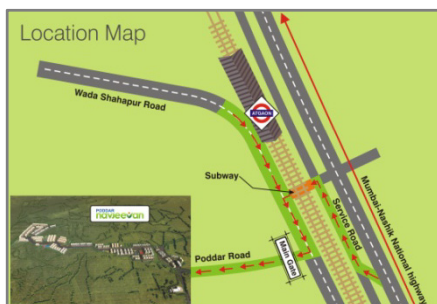 Location Map
Wada Shahapur Road
ATGAON
Subway
Mumbai-Nashik National highway
Service Road
PODDAR
navjeevan
Poddar Road
Main Gate